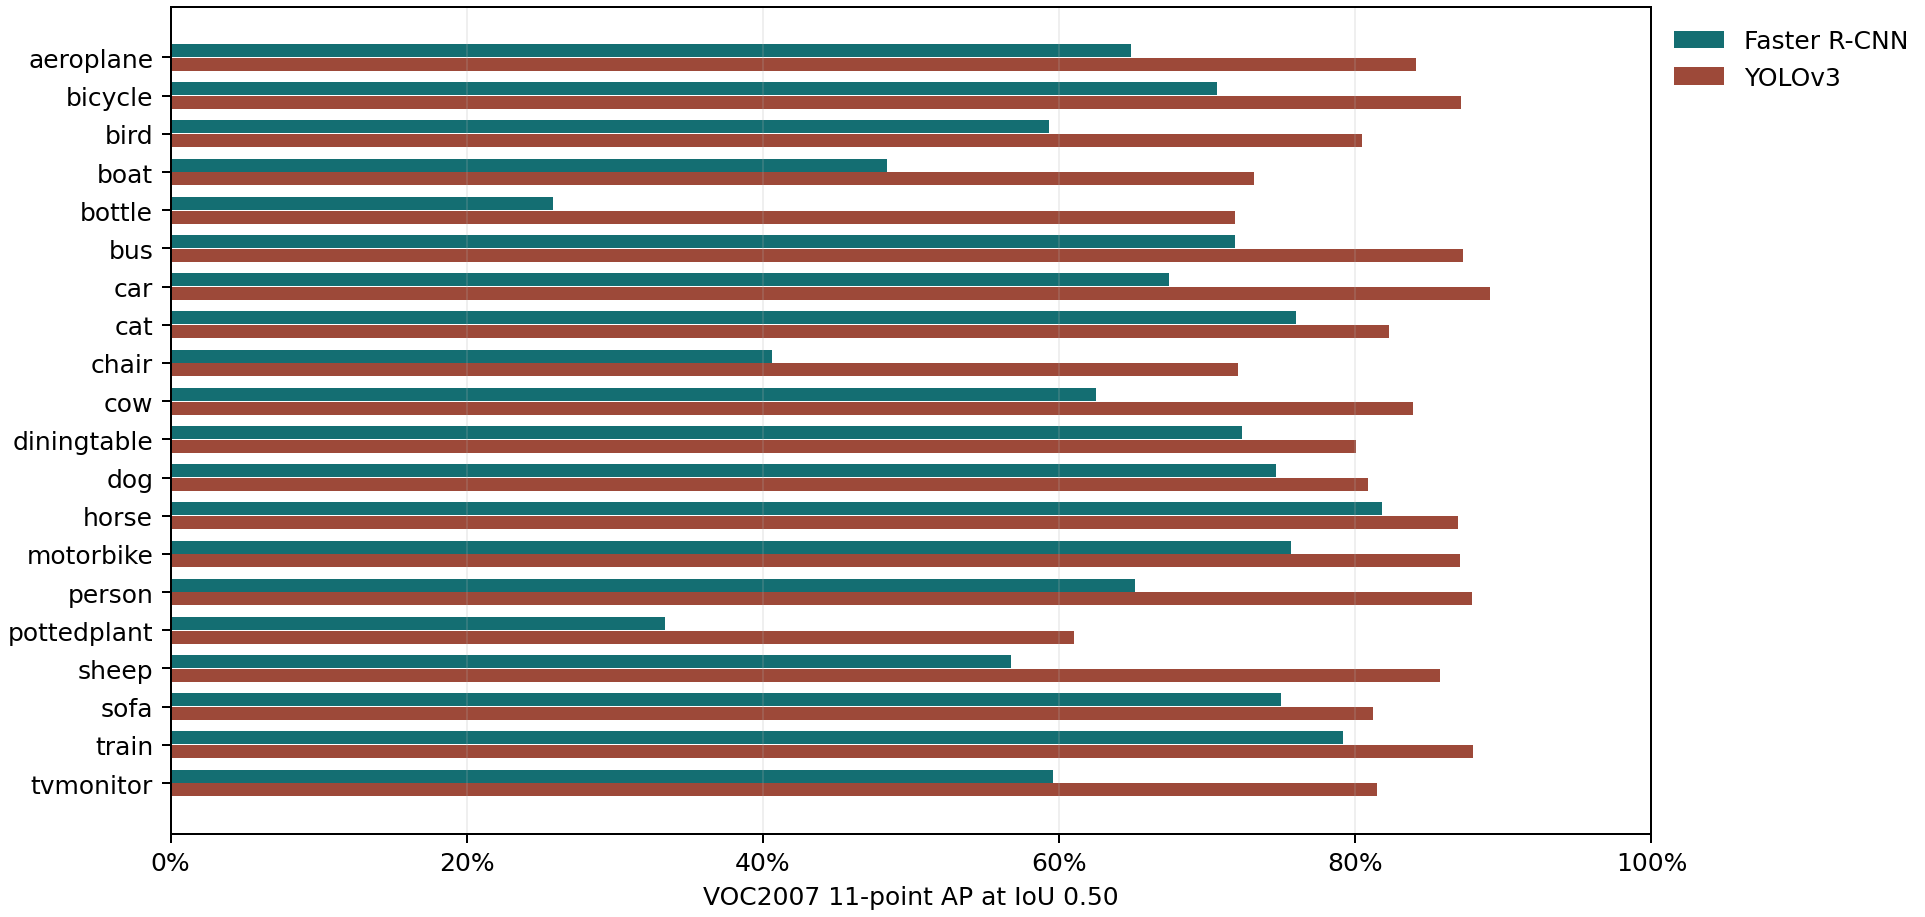 Faster R-CNN
YOLOv3
aeroplane
bicycle
bird
boat
bottle
bus
car
cat
chair
cow
diningtable
dog
horse
motorbike
person
pottedplant
sheep
sofa
train
tvmonitor
0% 20% 40% 60% 80% 100%
VOC2007 11-point AP at IoU 0.50